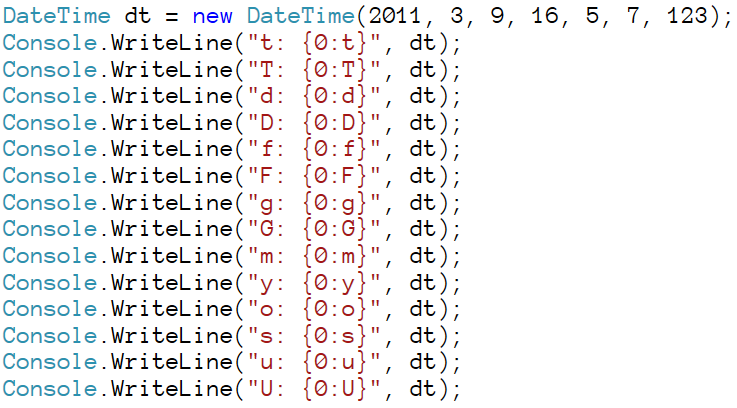 DateTime dt = new DateTime(2011, 3, 9, 16, 5, 7, 123);
Console.WriteLine("t: {0:t}", dt);
Console.WriteLine("T: {0:T}", dt);
Console.WriteLine("d: {0:d}", dt);
Console.WriteLine("D: {0:D}", dt);
Console.WriteLine("f: {0:f}", dt);
Console.WriteLine("F: {0:F}", dt);
Console.WriteLine("g: {0:g}", dt);
Console.WriteLine("G: {0:G}", dt);
Console.WriteLine("m: {0:m}", dt);
Console.WriteLine("y: {0:y}", dt);
Console.WriteLine("o: {0:o}", dt);
Console.WriteLine("s: {0:s}", dt);
Console.WriteLine("u: {0:u}", dt);
Console.WriteLine("U: {0:U}", dt);